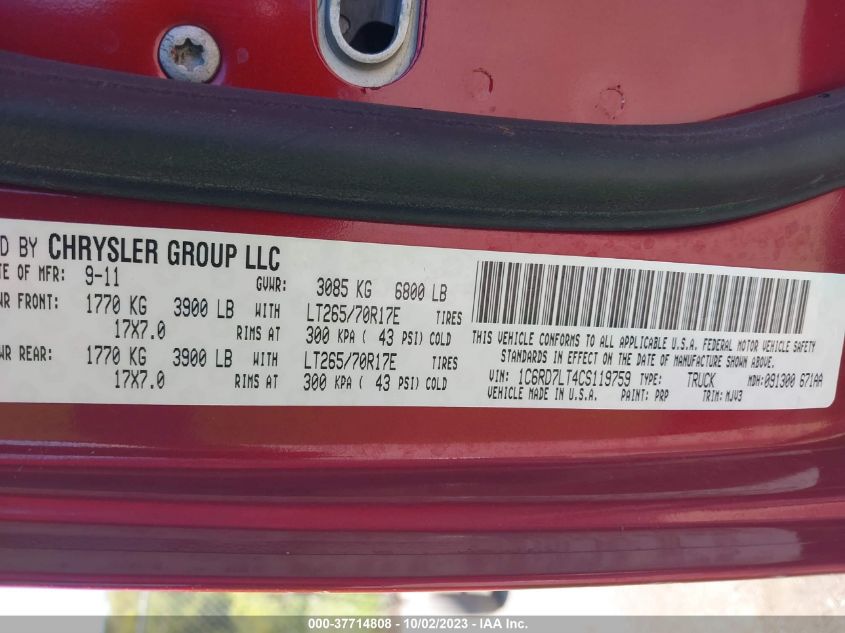 D BY CHRYSLER GROUP LLC
TE OF MFR: 9-11 GVWR: 3085 KG 6800 LB
WR FRONT: 1770 KG 3900 LB WITH LT265/70R17E TIRES
17X7.0 RIMS AT 300 KPA ( 43 PSI) COLD
WR REAR: 1770 KG 3900 LB WITH LT265/70R17E TIRES
17X7.0 RIMS AT 300 KPA ( 43 PSI) COLD
THIS VEHICLE CONFORMS TO ALL APPLICABLE U.S.A. FEDERAL MOTOR VEHICLE SAFETY
STANDARDS IN EFFECT ON THE DATE OF MANUFACTURE SHOWN ABOVE.
VIN: 1C6RD7LT4CS119759 TYPE: TRUCK MDH:091300 671AA
VEHICLE MADE IN U.S.A. PAINT: PRP TRIM: MJV3
000-37714808 - 10/02/2023 - IAA Inc.